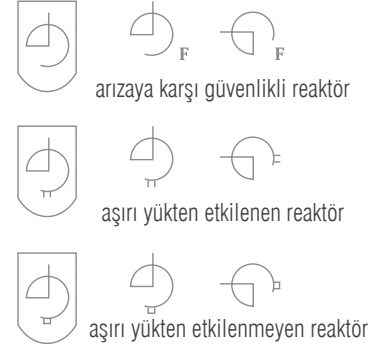 F F
arızaya karşı güvenlikli reaktör
aşırı yükten etkilenen reaktör
aşırı yükten etkilenmeyen reaktör